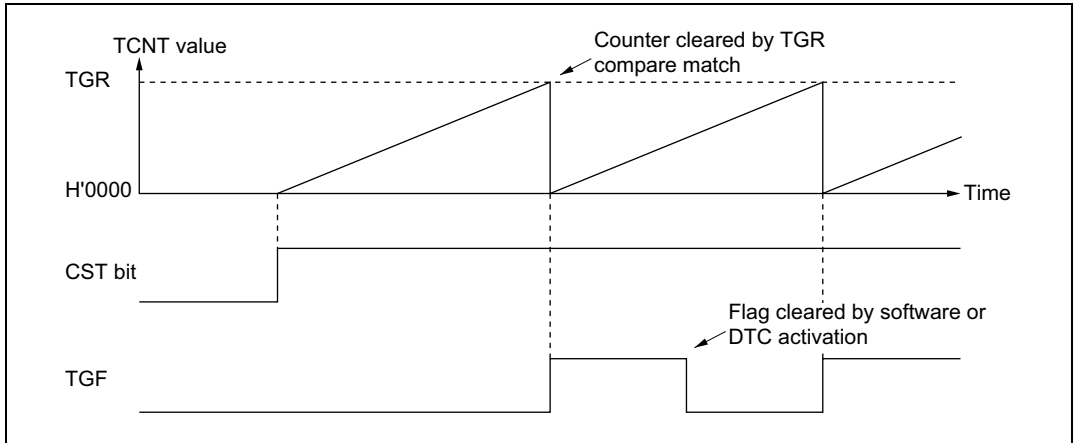 TCNT value
Counter cleared by TGR
compare match
TGR
H'0000
Time
CST bit
Flag cleared by software or
DTC activation
TGF